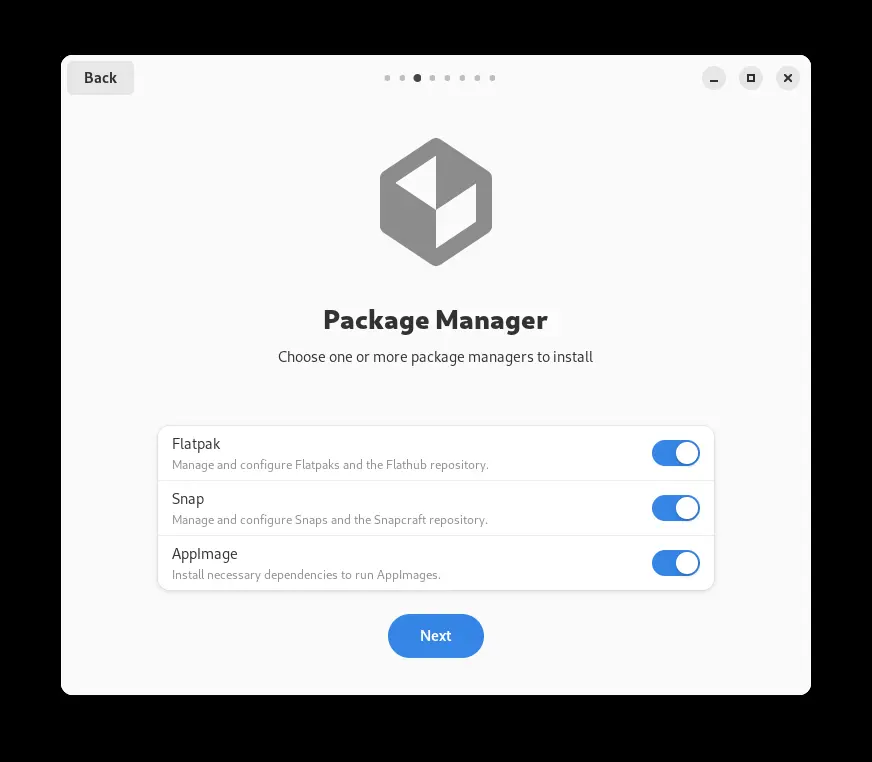 Back
Package Manager
Choose one or more package managers to install
Flatpak
Manage and configure Flatpaks and the Flathub repository.
Snap
Manage and configure Snaps and the Snapcraft repository.
AppImage
Install necessary dependencies to run AppImages.
Next